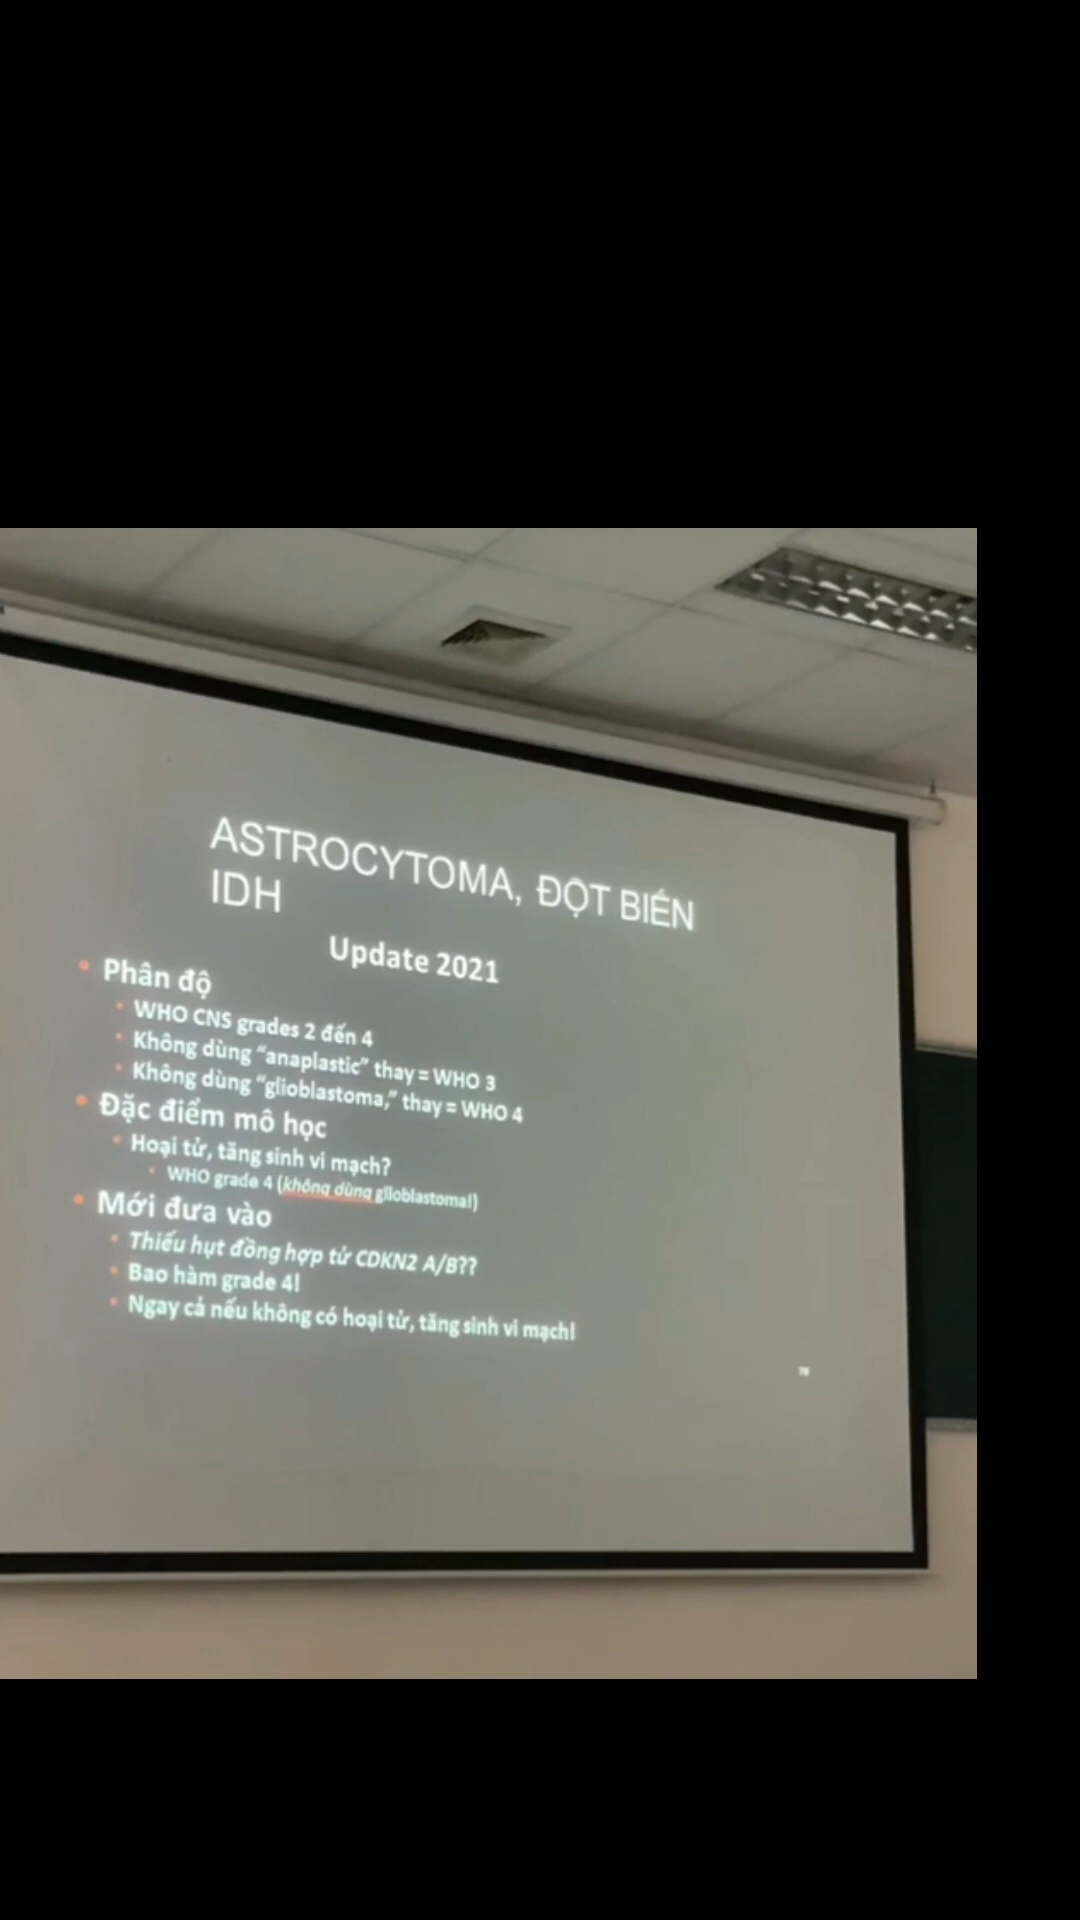 ASTROCYTOMA, ĐỘT BIẾN
IDH
Update 2021
• Phân độ
• WHO CNS grades 2 đến 4
• Không dùng “anaplastic” thay = WHO 3
• Không dùng “glioblastoma,” thay = WHO 4
• Đặc điểm mô học
• Hoại tử, tăng sinh vi mạch?
• WHO grade 4 (không dùng glioblastoma!)
• Mới đưa vào
• Thiếu hụt đồng hợp tử CDKN2 A/B??
• Bao hàm grade 4!
• Ngay cả nếu không có hoại tử, tăng sinh vi mạch!